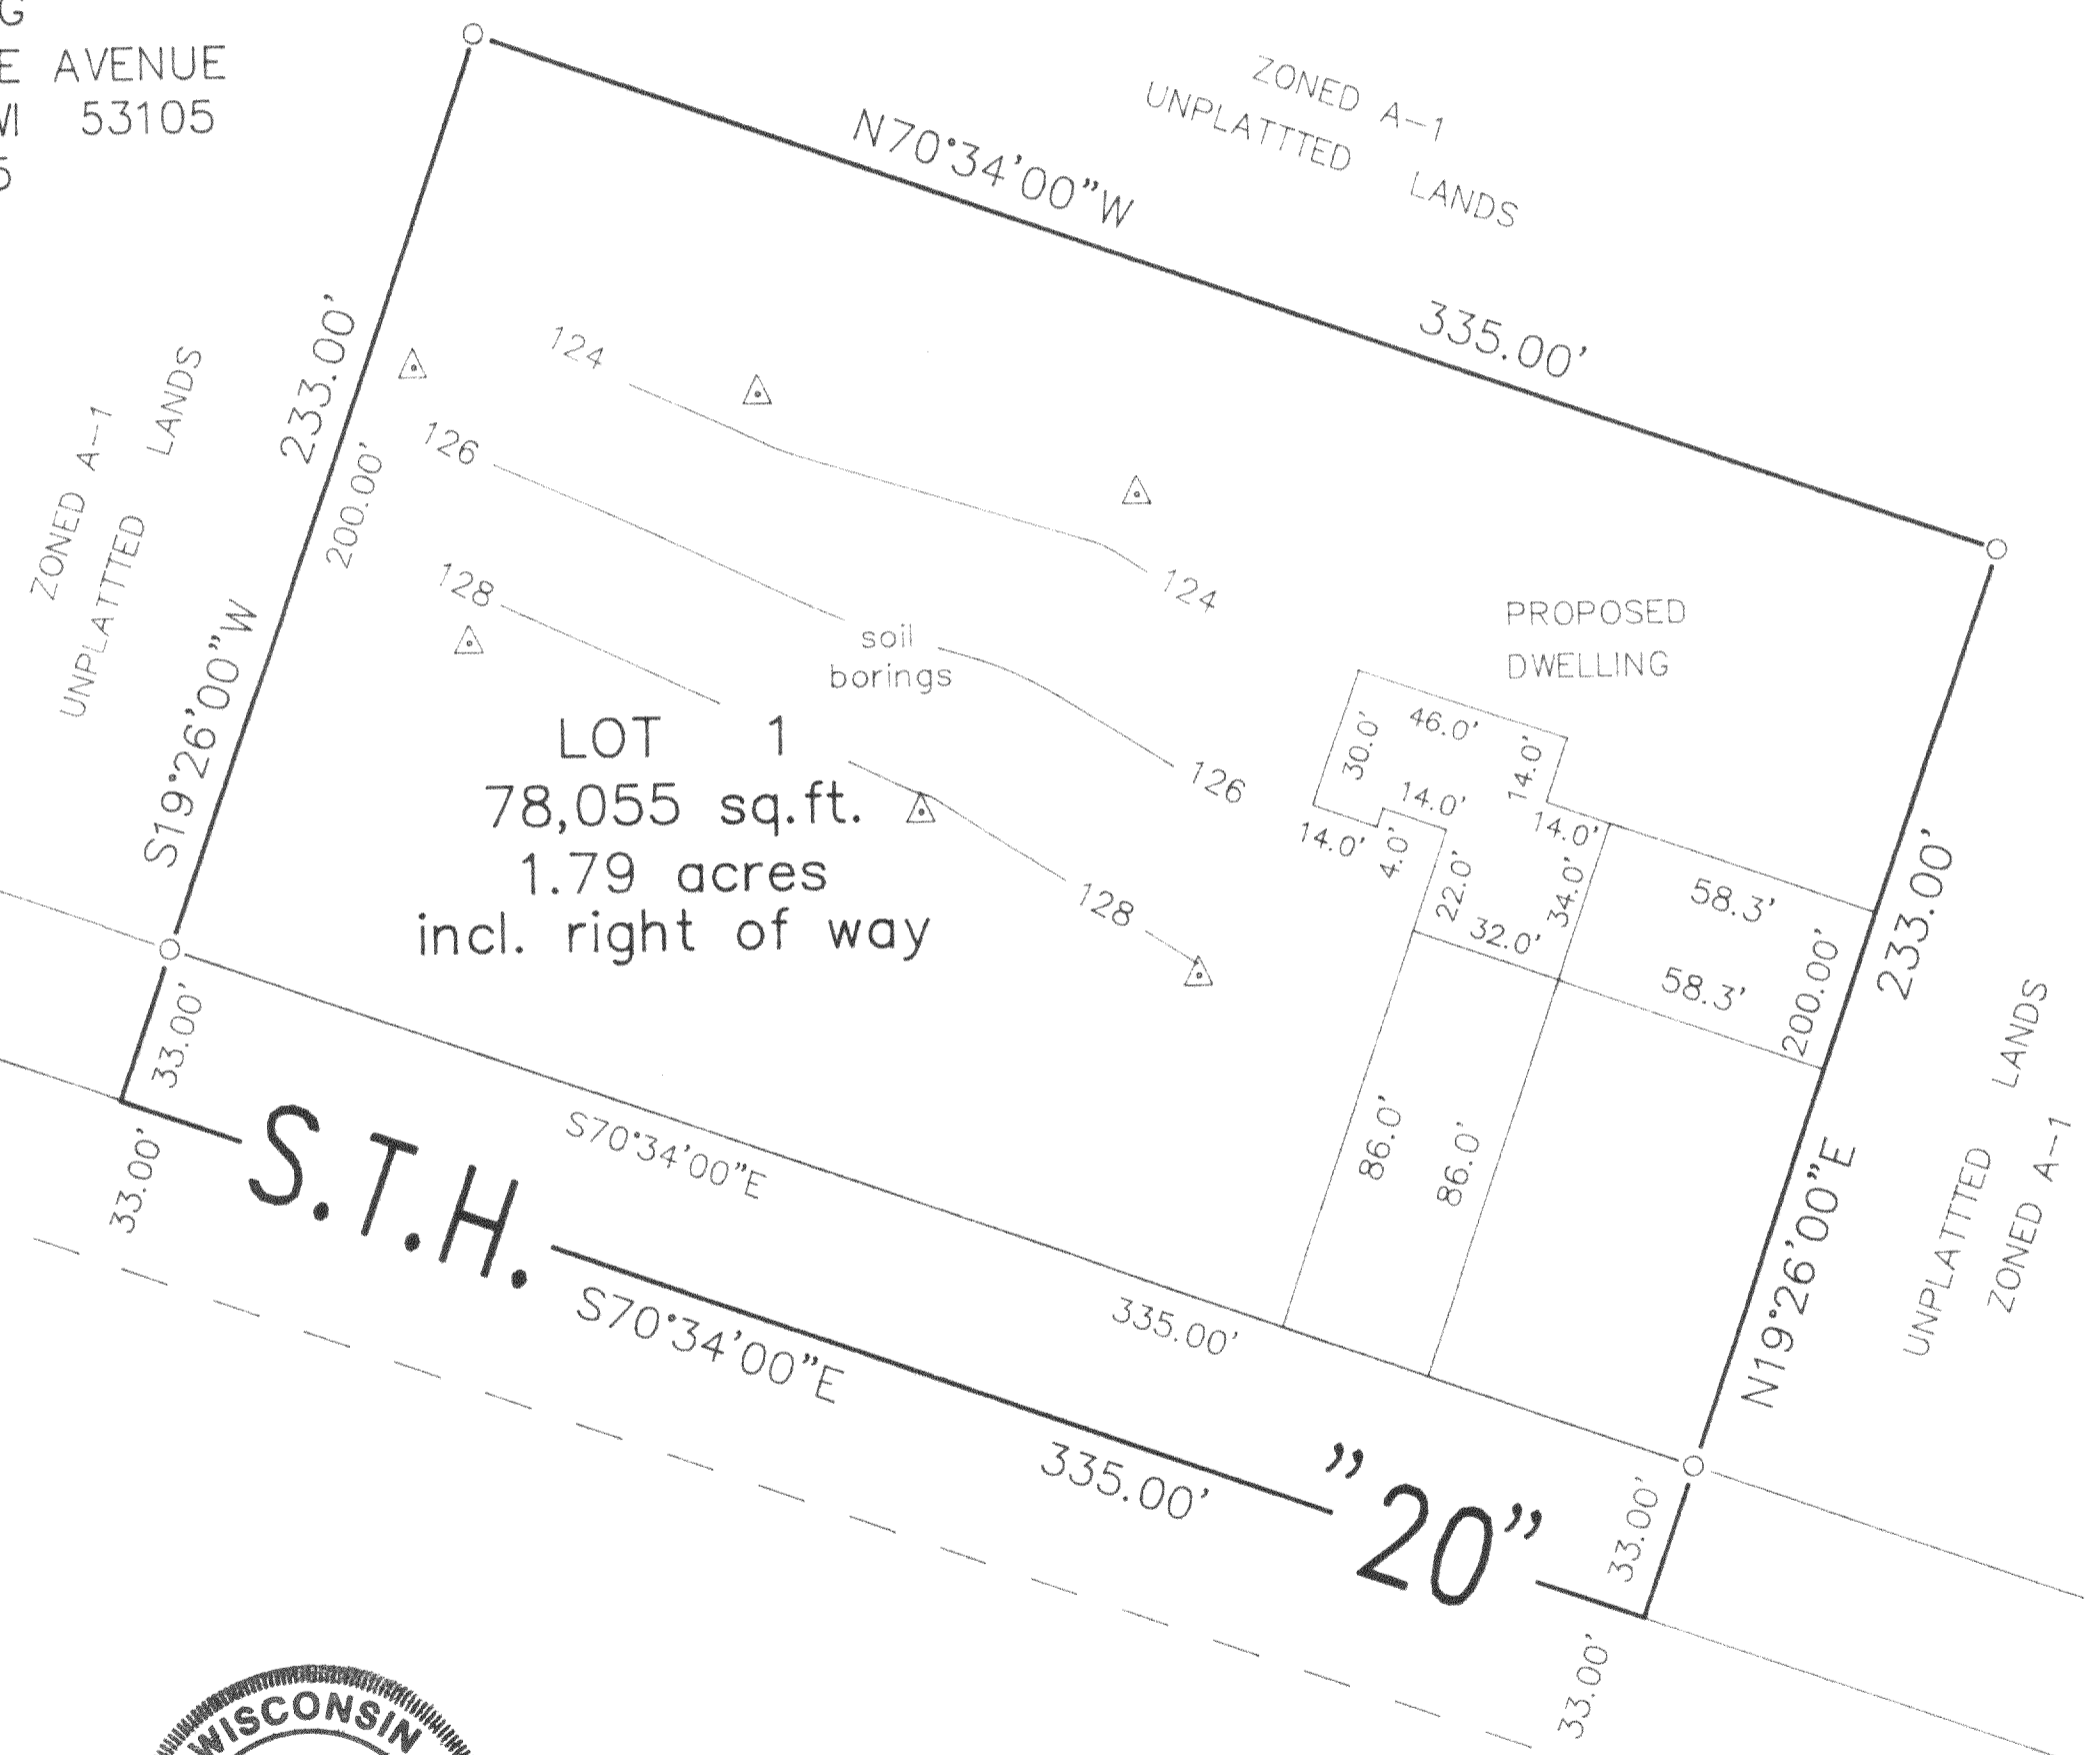 G
E AVENUE
WI 53105
5
ZONED A-1
UNPLATTTED LANDS
N70°34'00"W
335.00'
233.00'
200.00'
S19°26'00"W
ZONED A-1
UNPLATTTED LANDS
124
124
126
126
128
128
soil
borings
LOT 1
78,055 sq.ft.
1.79 acres
incl. right of way
PROPOSED
DWELLING
46.0'
30.0'
14.0'
14.0'
14.0'
14.0'
4.0'
22.0'
34.0'
32.0'
58.3'
58.3'
86.0'
86.0'
233.00'
200.00'
N19°26'00"E
UNPLATTTED LANDS
ZONED A-1
33.00'
33.00'
S70°34'00"E
335.00'
S.T.H. "20"
S70°34'00"E
335.00'
33.00'
33.00'
WISCONSIN